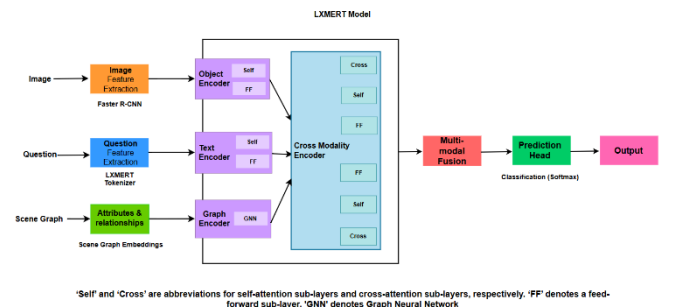 LXMERT Model
Image
Image
Feature
Extraction
Faster R-CNN
Object
Encoder
Self
FF
Question
Question
Feature
Extraction
LXMERT
Tokenizer
Text
Encoder
Self
FF
Scene Graph
Attributes &
relationships
Scene Graph Embeddings
Graph
Encoder
GNN
Cross Modality
Encoder
Cross
Self
FF
FF
Self
Cross
Multi-
modal
Fusion
Prediction
Head
Classification (Softmax)
Output
'Self' and 'Cross' are abbreviations for self-attention sub-layers and cross-attention sub-layers, respectively. 'FF' denotes a feed-
forward sub-layer. 'GNN' denotes Graph Neural Network